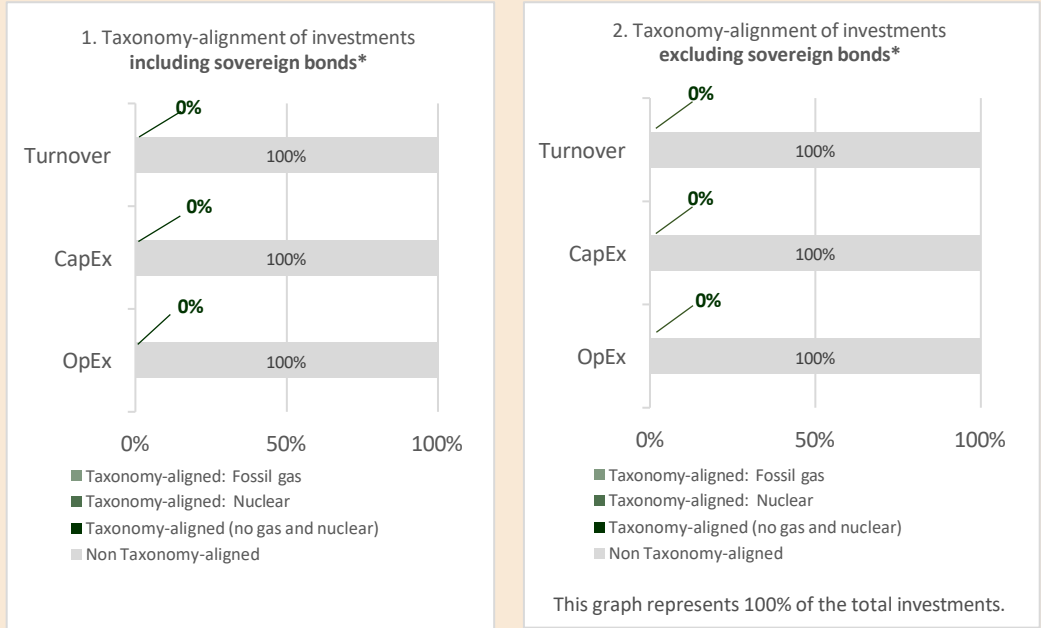 1. Taxonomy-alignment of investments
including sovereign bonds*
0%
Turnover
100%
0%
CapEx
100%
0%
OpEx
100%
0% 50% 100%
Taxonomy-aligned: Fossil gas
Taxonomy-aligned: Nuclear
Taxonomy-aligned (no gas and nuclear)
Non Taxonomy-aligned
2. Taxonomy-alignment of investments
excluding sovereign bonds*
0%
Turnover
100%
0%
CapEx
100%
0%
OpEx
100%
0% 50% 100%
Taxonomy-aligned: Fossil gas
Taxonomy-aligned: Nuclear
Taxonomy-aligned (no gas and nuclear)
Non Taxonomy-aligned
This graph represents 100% of the total investments.